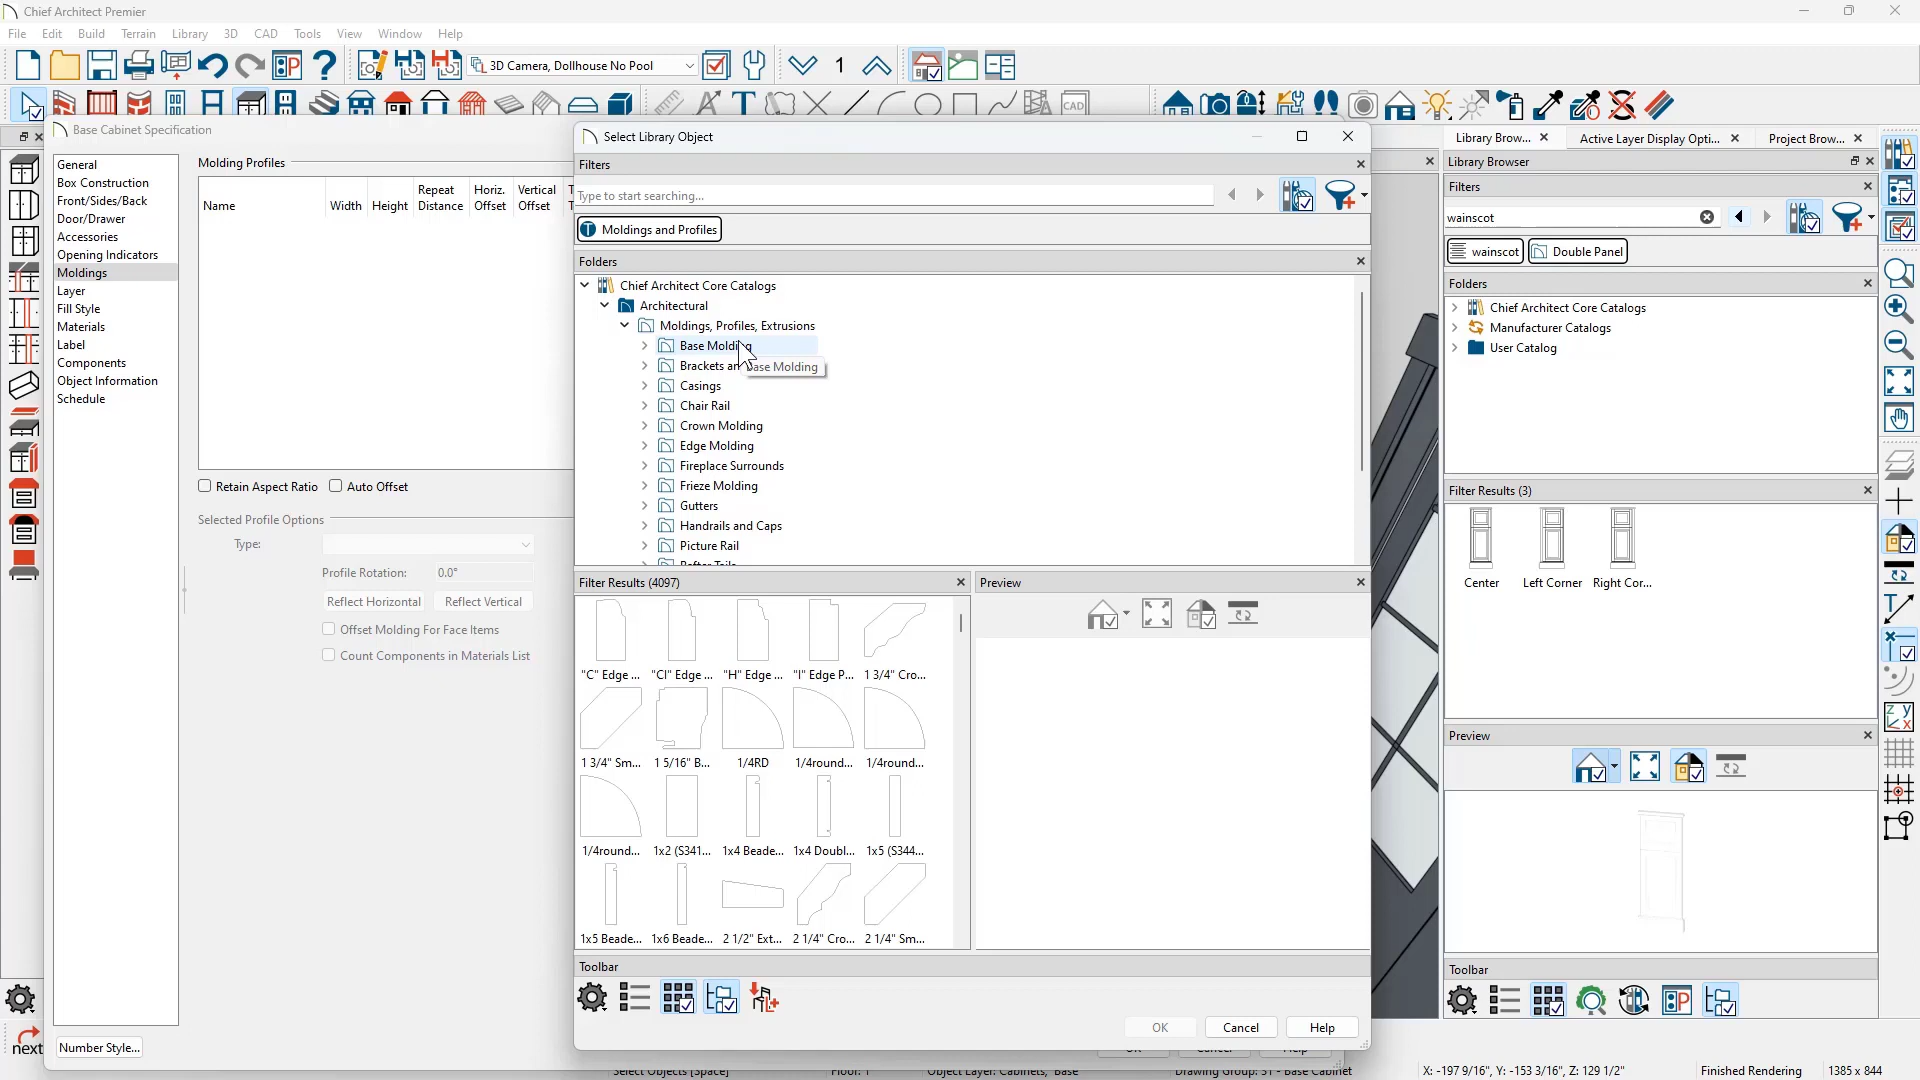 Chief Architect Premier
File Edit Build Terrain Library 3D CAD Tools View Window Help
3D Camera, Dollhouse No Pool
1
CAD
Base Cabinet Specification
General
Box Construction
Front/Sides/Back
Door/Drawer
Accessories
Opening Indicators
Moldings
Layer
Fill Style
Materials
Label
Components
Object Information
Schedule
Number Style...
next
Molding Profiles
Name Width Height Repeat Distance Horiz. Offset Vertical Offset
Retain Aspect Ratio Auto Offset
Selected Profile Options
Type:
Profile Rotation: 0.0°
Reflect Horizontal Reflect Vertical
Offset Molding For Face Items
Count Components in Materials List
Select Library Object
Filters
Type to start searching...
Moldings and Profiles
Folders
Chief Architect Core Catalogs
Architectural
Moldings, Profiles, Extrusions
Base Molding
Brackets an
Base Molding
Casings
Chair Rail
Crown Molding
Edge Molding
Fireplace Surrounds
Frieze Molding
Gutters
Handrails and Caps
Picture Rail
Rafter Tails
Filter Results (4097)
"C" Edge ... "CI" Edge ... "H" Edge ... "I" Edge P... 1 3/4" Cro...
1 3/4" Sm... 1 5/16" B... 1/4RD 1/4round... 1/4round...
1/4round... 1x2 (S341... 1x4 Beade... 1x4 Doubl... 1x5 (S344...
1x5 Beade... 1x6 Beade... 2 1/2" Ext... 2 1/4" Cro... 2 1/4" Sm...
Preview
Toolbar
OK Cancel Help
OK Cancel Help
Library Brow... Active Layer Display Opti... Project Brow...
Library Browser
Filters
wainscot
wainscot Double Panel
Folders
Chief Architect Core Catalogs
Manufacturer Catalogs
User Catalog
Filter Results (3)
Center Left Corner Right Cor...
Preview
Toolbar
Select Objects [Space] Floor: 1 Object Layer: Cabinets, Base Drawing Group: 31 - Base Cabinet X: -197 9/16", Y: -153 3/16", Z: 129 1/2" Finished Rendering 1385 x 844